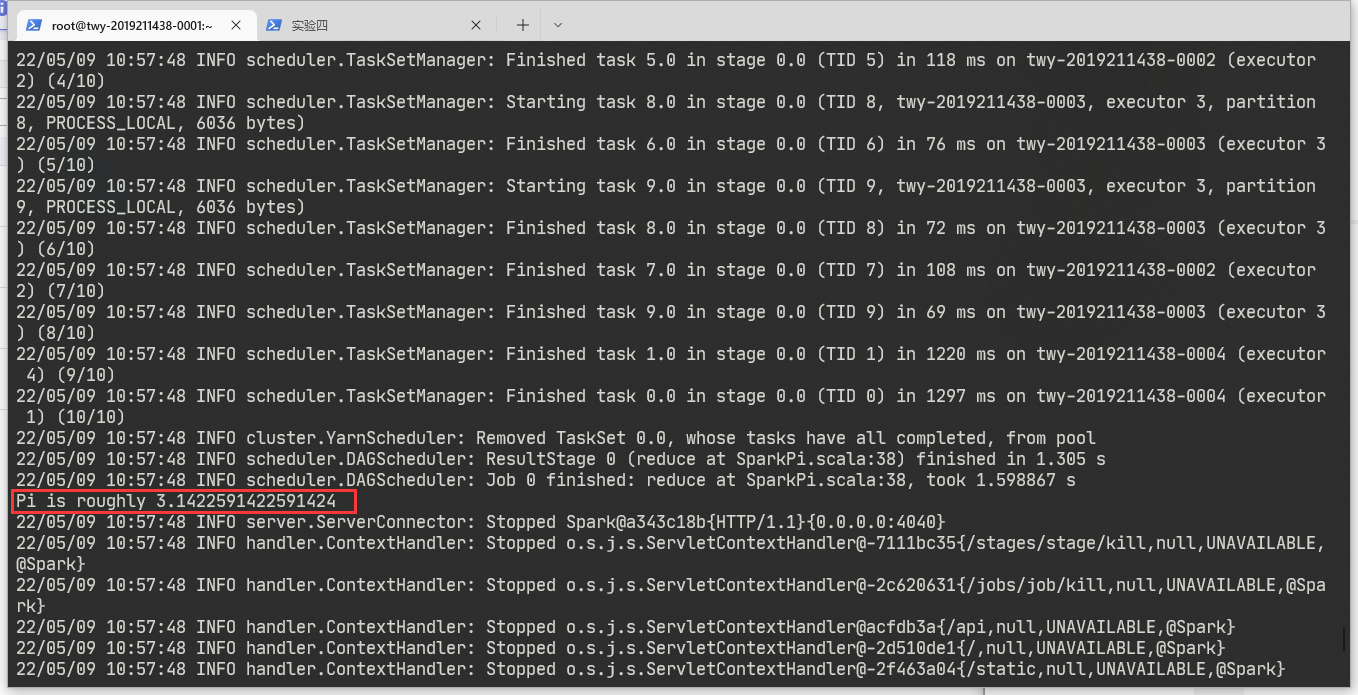 root@twy-2019211438-0001:~
实验四
22/05/09 10:57:48 INFO scheduler.TaskSetManager: Finished task 5.0 in stage 0.0 (TID 5) in 118 ms on twy-2019211438-0002 (executor
2) (4/10)
22/05/09 10:57:48 INFO scheduler.TaskSetManager: Starting task 8.0 in stage 0.0 (TID 8, twy-2019211438-0003, executor 3, partition
8, PROCESS_LOCAL, 6036 bytes)
22/05/09 10:57:48 INFO scheduler.TaskSetManager: Finished task 6.0 in stage 0.0 (TID 6) in 76 ms on twy-2019211438-0003 (executor 3
) (5/10)
22/05/09 10:57:48 INFO scheduler.TaskSetManager: Starting task 9.0 in stage 0.0 (TID 9, twy-2019211438-0003, executor 3, partition
9, PROCESS_LOCAL, 6036 bytes)
22/05/09 10:57:48 INFO scheduler.TaskSetManager: Finished task 8.0 in stage 0.0 (TID 8) in 72 ms on twy-2019211438-0003 (executor 3
) (6/10)
22/05/09 10:57:48 INFO scheduler.TaskSetManager: Finished task 7.0 in stage 0.0 (TID 7) in 108 ms on twy-2019211438-0002 (executor
2) (7/10)
22/05/09 10:57:48 INFO scheduler.TaskSetManager: Finished task 9.0 in stage 0.0 (TID 9) in 69 ms on twy-2019211438-0003 (executor 3
) (8/10)
22/05/09 10:57:48 INFO scheduler.TaskSetManager: Finished task 1.0 in stage 0.0 (TID 1) in 1220 ms on twy-2019211438-0004 (executor
4) (9/10)
22/05/09 10:57:48 INFO scheduler.TaskSetManager: Finished task 0.0 in stage 0.0 (TID 0) in 1297 ms on twy-2019211438-0004 (executor
1) (10/10)
22/05/09 10:57:48 INFO cluster.YarnScheduler: Removed TaskSet 0.0, whose tasks have all completed, from pool
22/05/09 10:57:48 INFO scheduler.DAGScheduler: ResultStage 0 (reduce at SparkPi.scala:38) finished in 1.305 s
22/05/09 10:57:48 INFO scheduler.DAGScheduler: Job 0 finished: reduce at SparkPi.scala:38, took 1.598867 s
Pi is roughly 3.1422591422591424
22/05/09 10:57:48 INFO server.ServerConnector: Stopped Spark@a343c18b{HTTP/1.1}{0.0.0.0:4040}
22/05/09 10:57:48 INFO handler.ContextHandler: Stopped o.s.j.s.ServletContextHandler@-7111bc35{/stages/stage/kill,null,UNAVAILABLE,
@Spark}
22/05/09 10:57:48 INFO handler.ContextHandler: Stopped o.s.j.s.ServletContextHandler@-2c620631{/jobs/job/kill,null,UNAVAILABLE,@Spa
rk}
22/05/09 10:57:48 INFO handler.ContextHandler: Stopped o.s.j.s.ServletContextHandler@acfdb3a{/api,null,UNAVAILABLE,@Spark}
22/05/09 10:57:48 INFO handler.ContextHandler: Stopped o.s.j.s.ServletContextHandler@-2d510de1{/,null,UNAVAILABLE,@Spark}
22/05/09 10:57:48 INFO handler.ContextHandler: Stopped o.s.j.s.ServletContextHandler@-2f463a04{/static,null,UNAVAILABLE,@Spark}